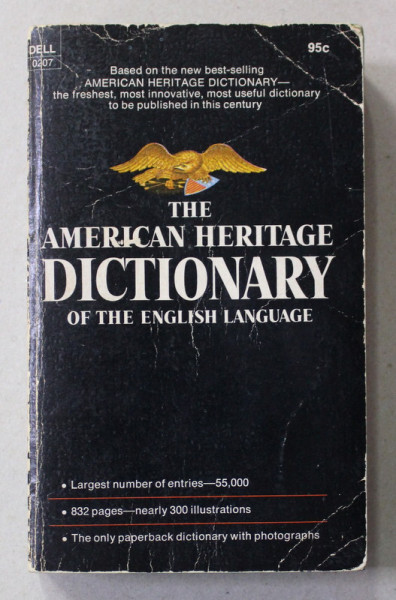 DELL
0207
95c
Based on the new best-selling
AMERICAN HERITAGE DICTIONARY—
the freshest, most innovative, most useful dictionary
to be published in this century
THE
AMERICAN HERITAGE
DICTIONARY
OF THE ENGLISH LANGUAGE
• Largest number of entries—55,000
• 832 pages—nearly 300 illustrations
• The only paperback dictionary with photographs